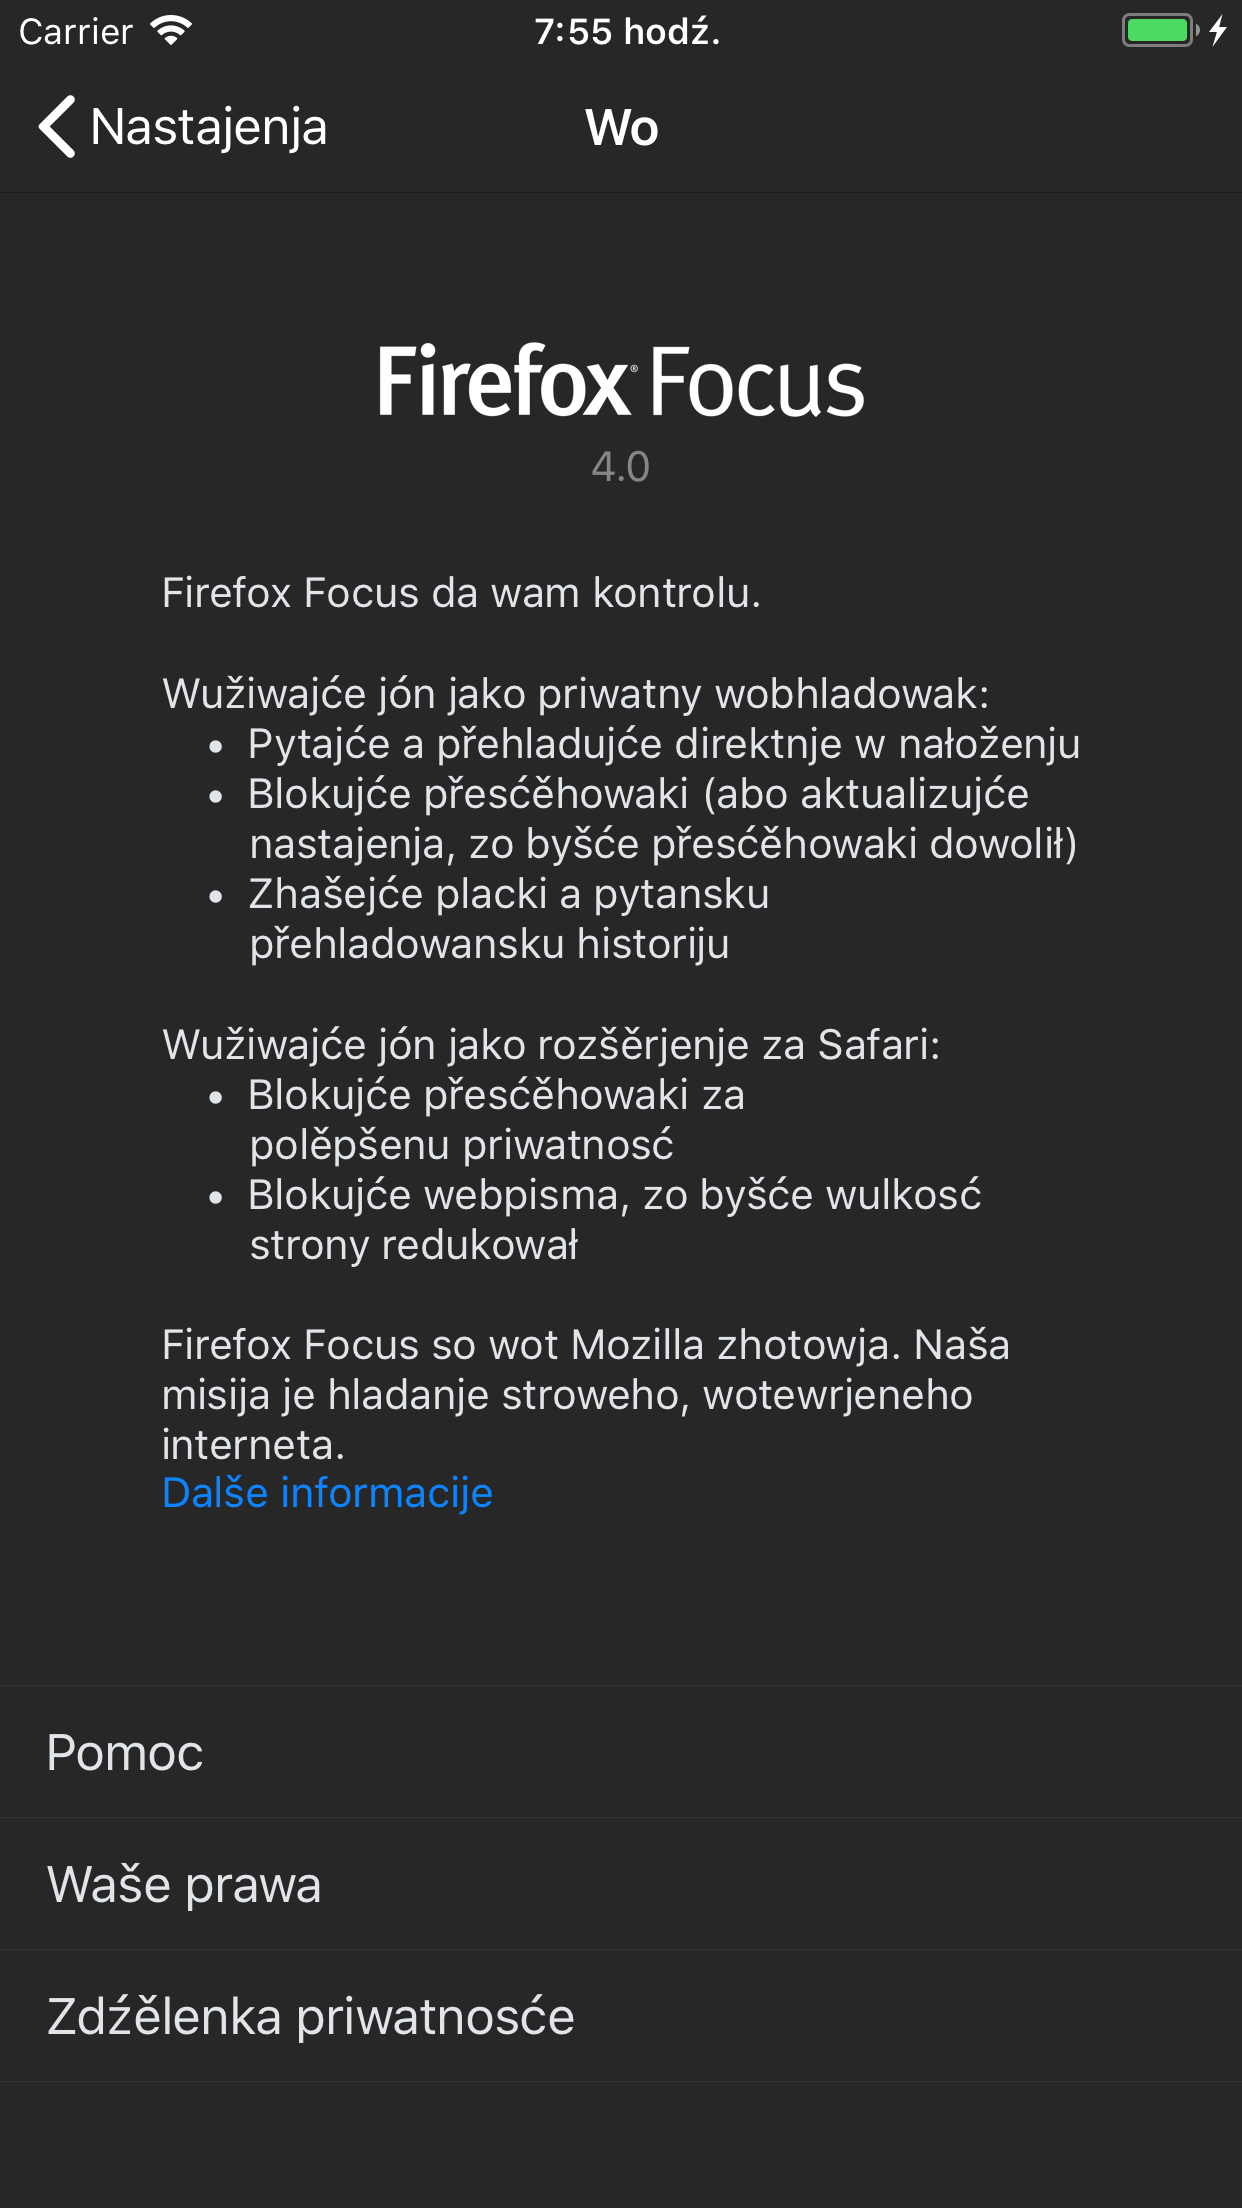 Carrier 7:55 hodź.
Nastajenja Wo
Firefox® Focus
4.0
Firefox Focus da wam kontrolu.
Wužiwajće jón jako priwatny wobhladowak:
• Pytajće a přehladujće direktnje w nałoženju
• Blokujće přesćěhowaki (abo aktualizujće
nastajenja, zo byšće přesćěhowaki dowolił)
• Zhašejće placki a pytansku
přehladowansku historiju
Wužiwajće jón jako rozšěrjenje za Safari:
• Blokujće přesćěhowaki za
polěpšenu priwatnosć
• Blokujće webpisma, zo byšće wulkosć
strony redukował
Firefox Focus so wot Mozilla zhotowja. Naša
misija je hladanje stroweho, wotewrjeneho
interneta.
Dalše informacije
Pomoc
Waše prawa
Zdźělenka priwatnosće